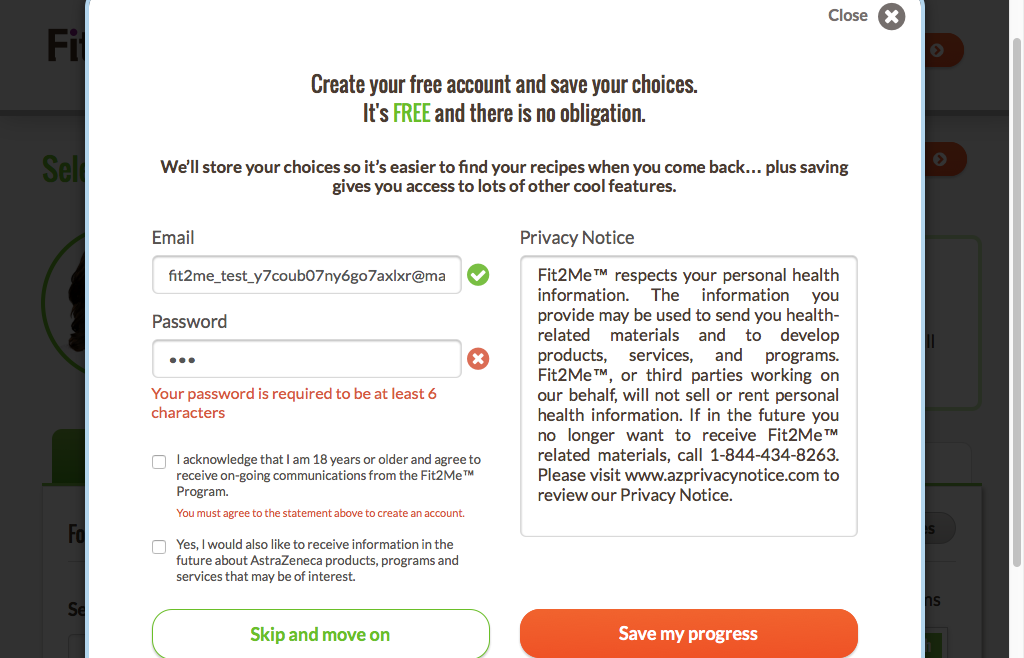 Close
Fit
Create your free account and save your choices.
It's FREE and there is no obligation.
We'll store your choices so it's easier to find your recipes when you come back... plus saving
gives you access to lots of other cool features.
Email
fit2me_test_y7coub07ny6go7axlxr@ma
Password
Your password is required to be at least 6
characters
I acknowledge that I am 18 years or older and agree to
receive on-going communications from the Fit2Me™
Program.
You must agree to the statement above to create an account.
Yes, I would also like to receive information in the
future about AstraZeneca products, programs and
services that may be of interest.
Skip and move on
Privacy Notice
Fit2Me™ respects your personal health
information. The information you
provide may be used to send you health-
related materials and to develop
products, services, and programs.
Fit2Me™, or third parties working on
our behalf, will not sell or rent personal
health information. If in the future you
no longer want to receive Fit2Me™
related materials, call 1-844-434-8263.
Please visit www.azprivacynotice.com to
review our Privacy Notice.
Save my progress